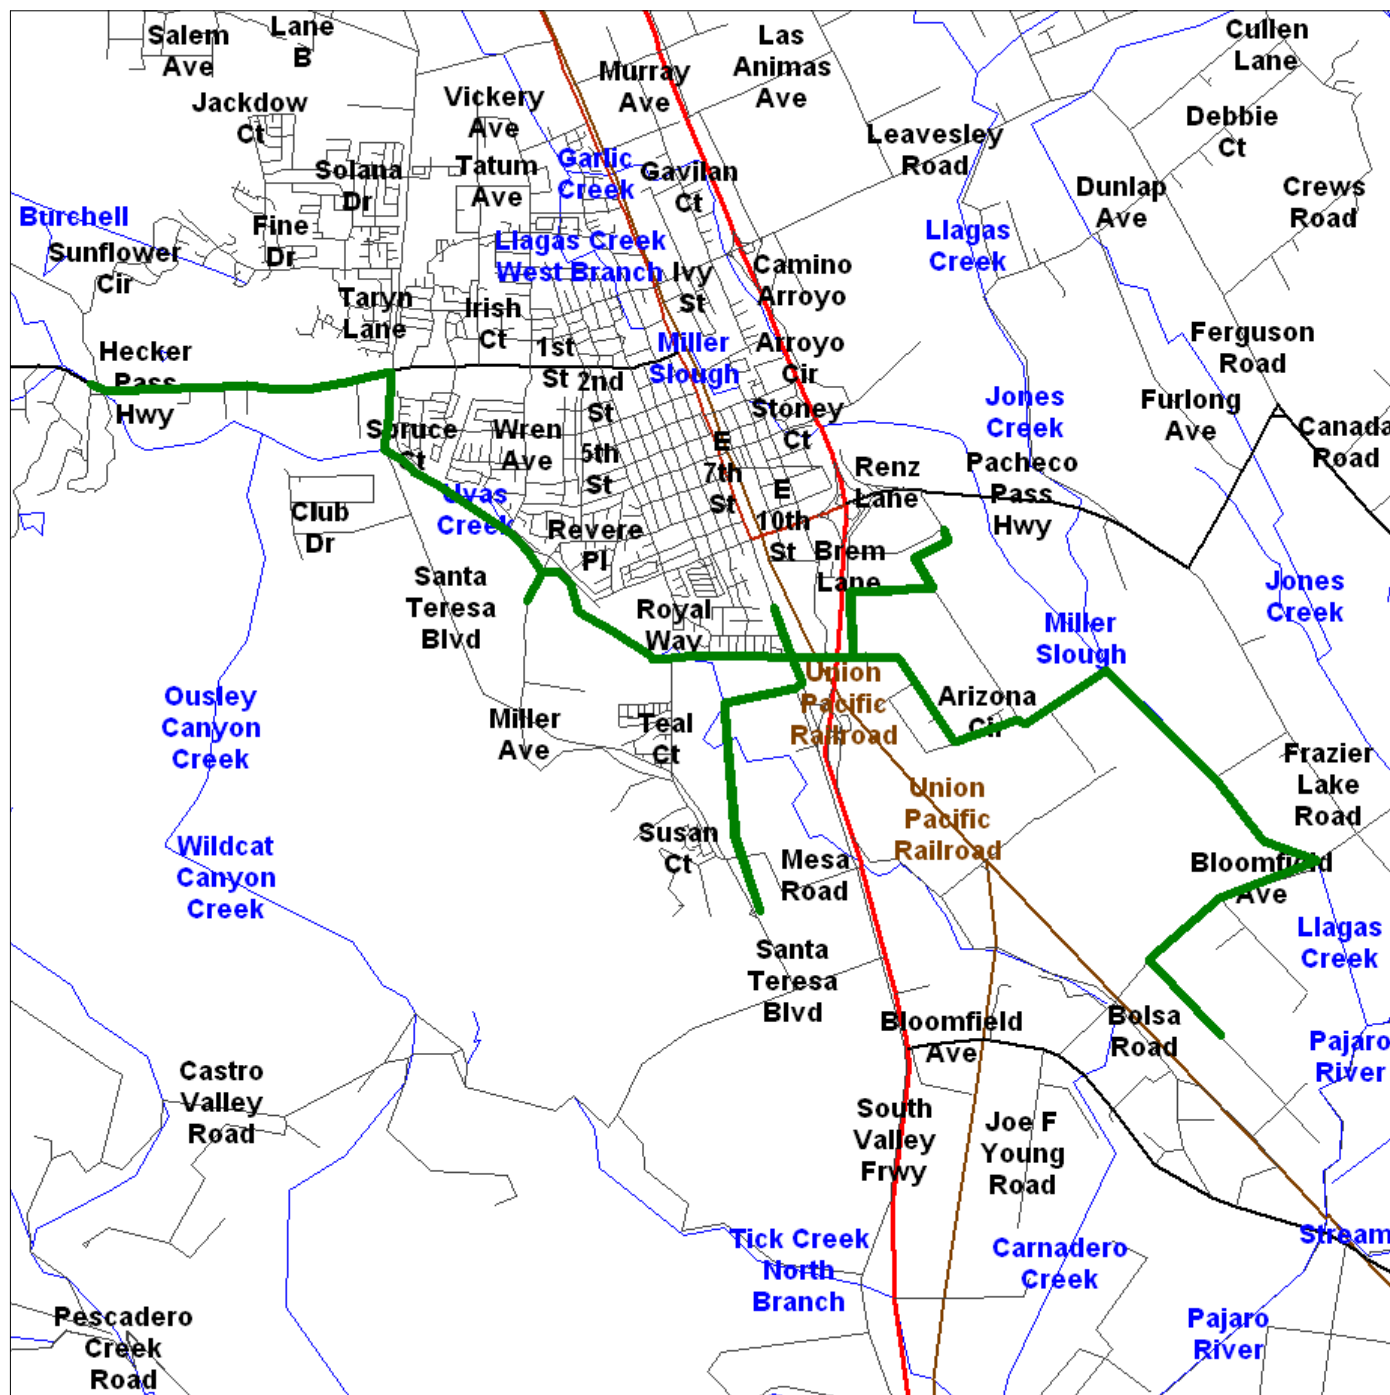 Salem
Ave
Lane
B
Jackdow
Ct
Vickery
Ave
Murray
Ave
Las
Animas
Ave
Cullen
Lane
Debbie
Ct
Leavesley
Road
Solana
Dr
Tatum
Ave
Garlic
Creek
Gavilan
Ct
Dunlap
Ave
Crews
Road
Burchell
Fine
Dr
Sunflower
Cir
Llagas Creek
West Branch
Ivy
St
Camino
Arroyo
Llagas
Creek
Taryn
Lane
Irish
Ct
1st
St
2nd
St
Miller
Slough
Arroyo
Cir
Ferguson
Road
Hecker
Pass
Hwy
Spruce
Ct
Wren
Ave
5th
St
E
7th
St
Stoney
Ct
Jones
Creek
Furlong
Ave
Canada
Road
Club
Dr
Uvas
Creek
Revere
Pl
E
10th
St
Renz
Lane
Pacheco
Pass
Hwy
Brem
Lane
Santa
Teresa
Blvd
Royal
Way
Miller
Slough
Jones
Creek
Ousley
Canyon
Creek
Miller
Ave
Teal
Ct
Union
Pacific
Railroad
Arizona
Cir
Union
Pacific
Railroad
Frazier
Lake
Road
Wildcat
Canyon
Creek
Susan
Ct
Mesa
Road
Bloomfield
Ave
Llagas
Creek
Santa
Teresa
Blvd
Bloomfield
Ave
Bolsa
Road
Pajaro
River
Castro
Valley
Road
South
Valley
Frwy
Joe F
Young
Road
Tick Creek
North
Branch
Carnadero
Creek
Stream
Pescadero
Creek
Road
Pajaro
River